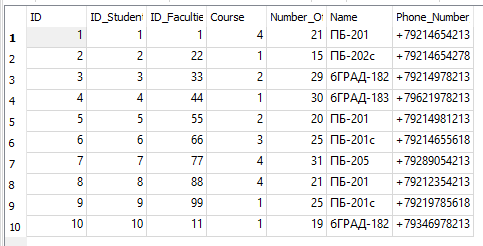 ID ID_Student ID_Facultie Course Number_O Name Phone_Number
1 1 1 1 4 21 ПБ-201 +79214654213
2 2 2 22 1 15 ПБ-202с +79214654278
3 3 3 33 2 29 6ГРАД-182 +79214978213
4 4 4 44 1 30 6ГРАД-183 +79621978213
5 5 5 55 2 20 ПБ-201 +79214981213
6 6 6 66 3 25 ПБ-201с +79214655618
7 7 7 77 4 31 ПБ-205 +79289054213
8 8 8 88 4 21 ПБ-201 +79212354213
9 9 9 99 1 25 ПБ-201с +79219785618
10 10 10 11 1 19 6ГРАД-182 +79346978213